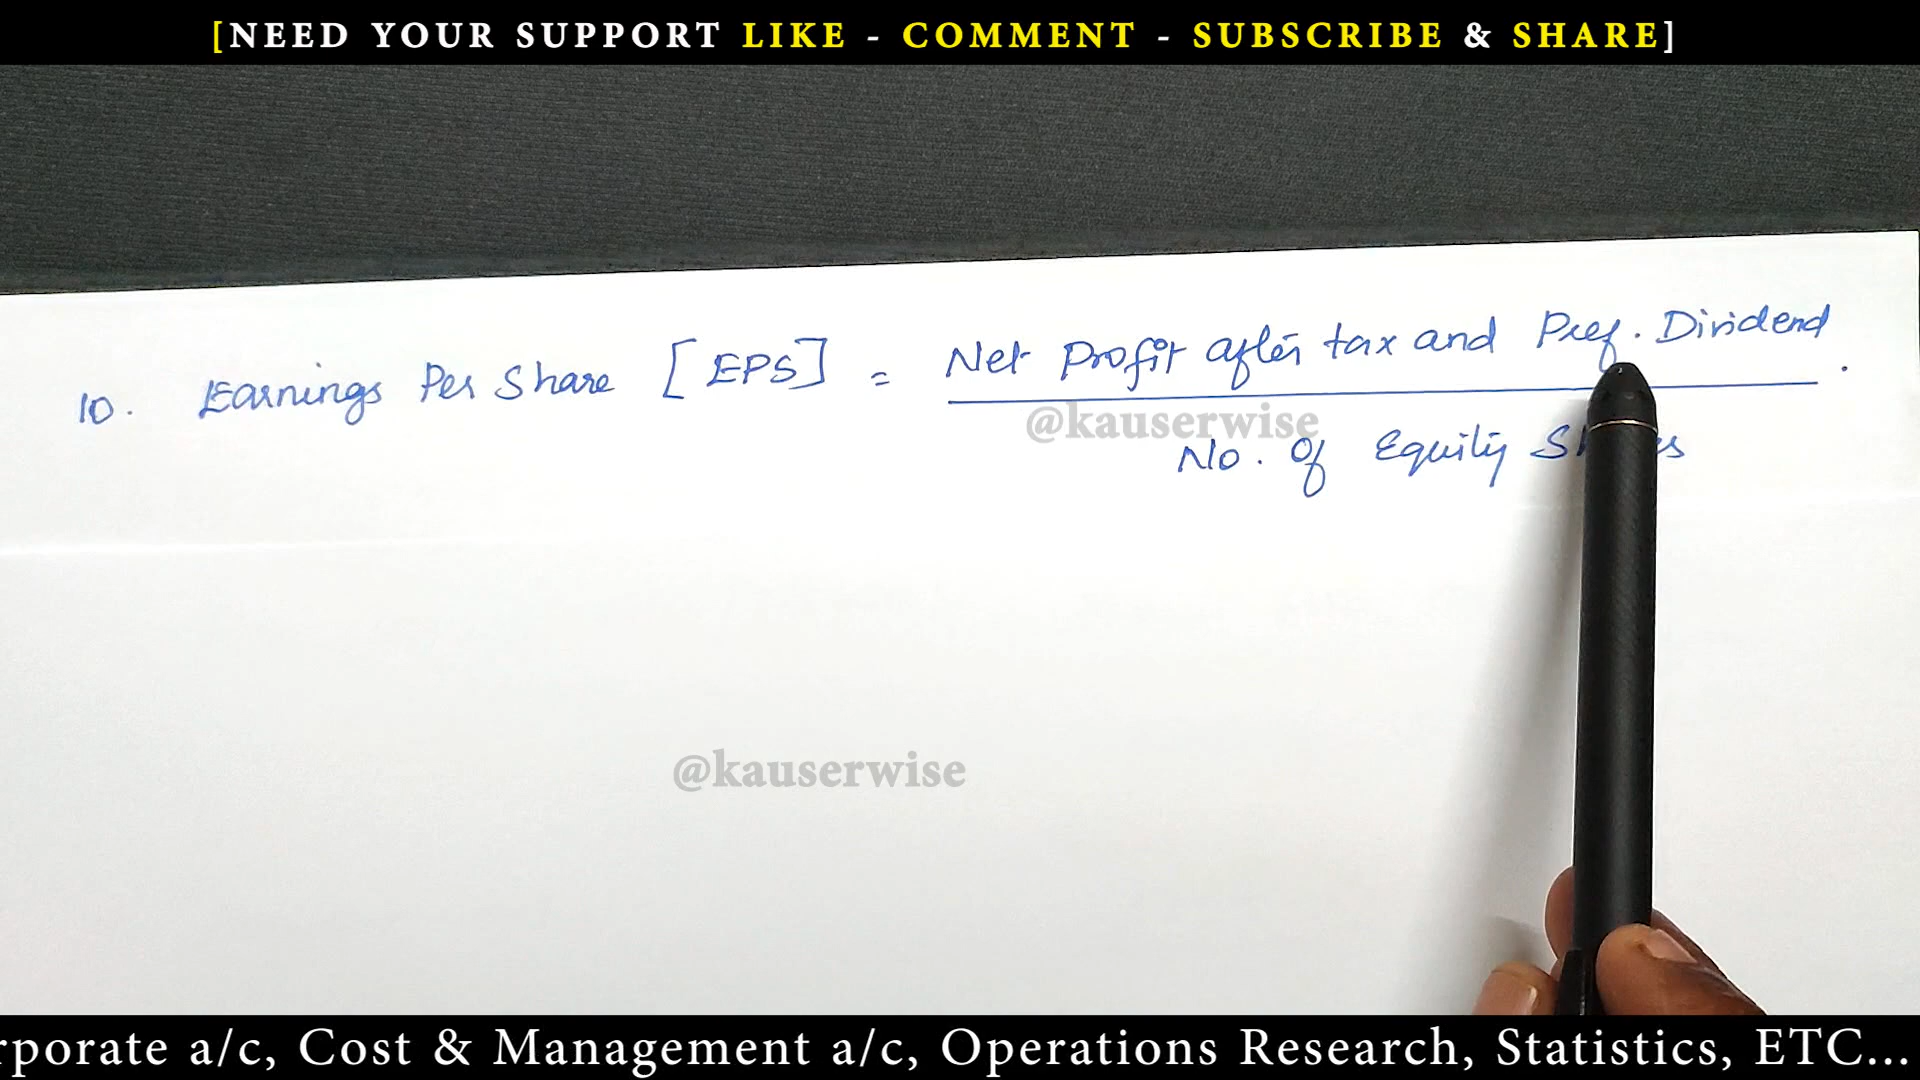 [NEED YOUR SUPPORT LIKE - COMMENT - SUBSCRIBE & SHARE]
10. Earnings Per Share [EPS] = Net Profit after tax and Pref. Dividend.
@kauserwise
No. of Equity
@kauserwise
rporate a/c, Cost & Management a/c, Operations Research, Statistics, ETC...